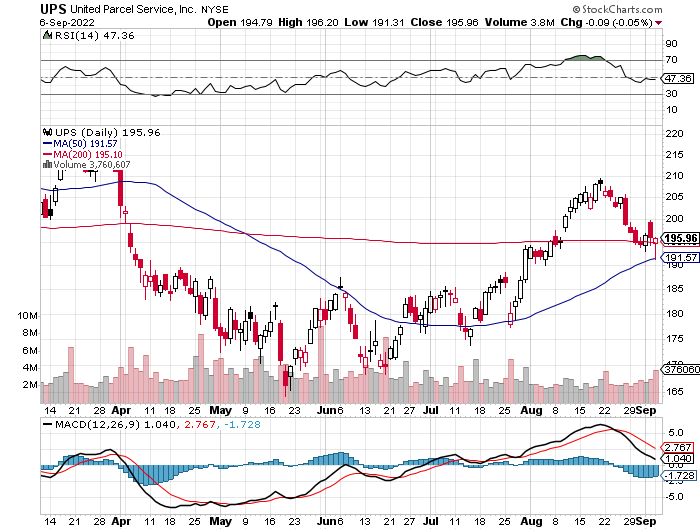 UPS United Parcel Service, Inc. NYSE
© StockCharts.com
6-Sep-2022
Open 194.79 High 196.20 Low 191.31 Close 195.96 Volume 3.8M Chg -0.09 (-0.05%)
RSI(14) 47.36
90
70
47.36
30
10
UPS (Daily) 195.96
MA(50) 191.57
MA(200) 195.10
Volume 3,760,607
220
215
210
205
200
195.96
191.57
185
180
175
170
165
10M
8M
6M
4M
2M
3760607
14 21 28 Apr 11 18 25 May 9 16 23 Jun 6 13 21 27 Jul 11 18 25 Aug 8 15 22 29 Sep
MACD(12,26,9) 1.040, 2.767, -1.728
5.0
2.767
1.040
0.0
-1.728
-5.0
14 21 28 Apr 11 18 25 May 9 16 23 Jun 6 13 21 27 Jul 11 18 25 Aug 8 15 22 29 Sep